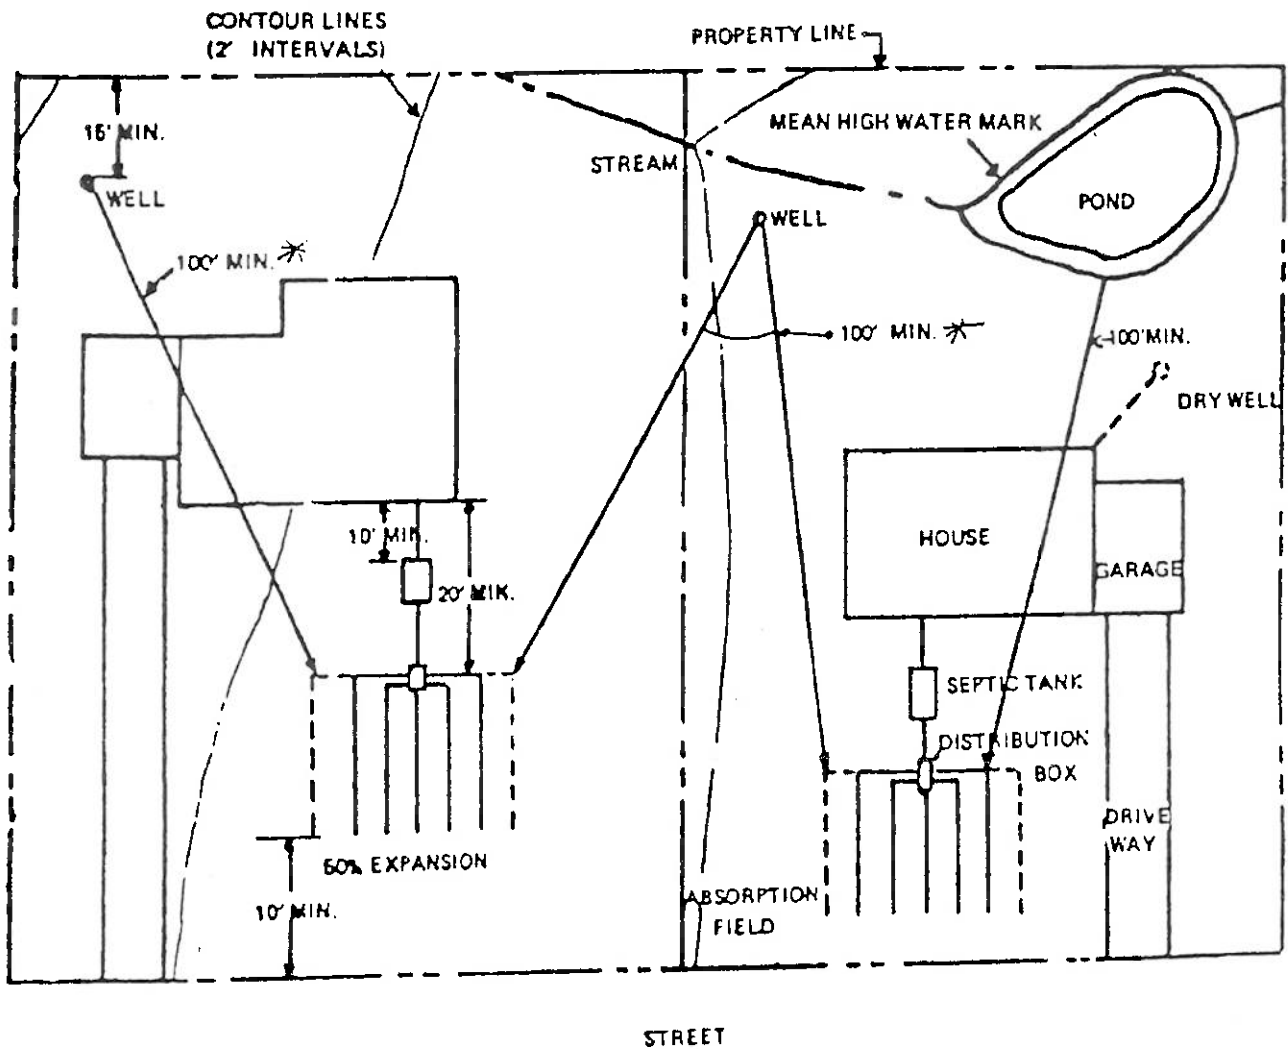 CONTOUR LINES
(2' INTERVALS)
PROPERTY LINE
15' MIN.
MEAN HIGH WATER MARK
STREAM
WELL
WELL
POND
100' MIN. *
100' MIN. *
100' MIN.
DRY WELL
10' MIN.
HOUSE
GARAGE
20' MIN.
SEPTIC TANK
DISTRIBUTION
BOX
DRIVE
WAY
50% EXPANSION
10' MIN.
ABSORPTION
FIELD
STREET